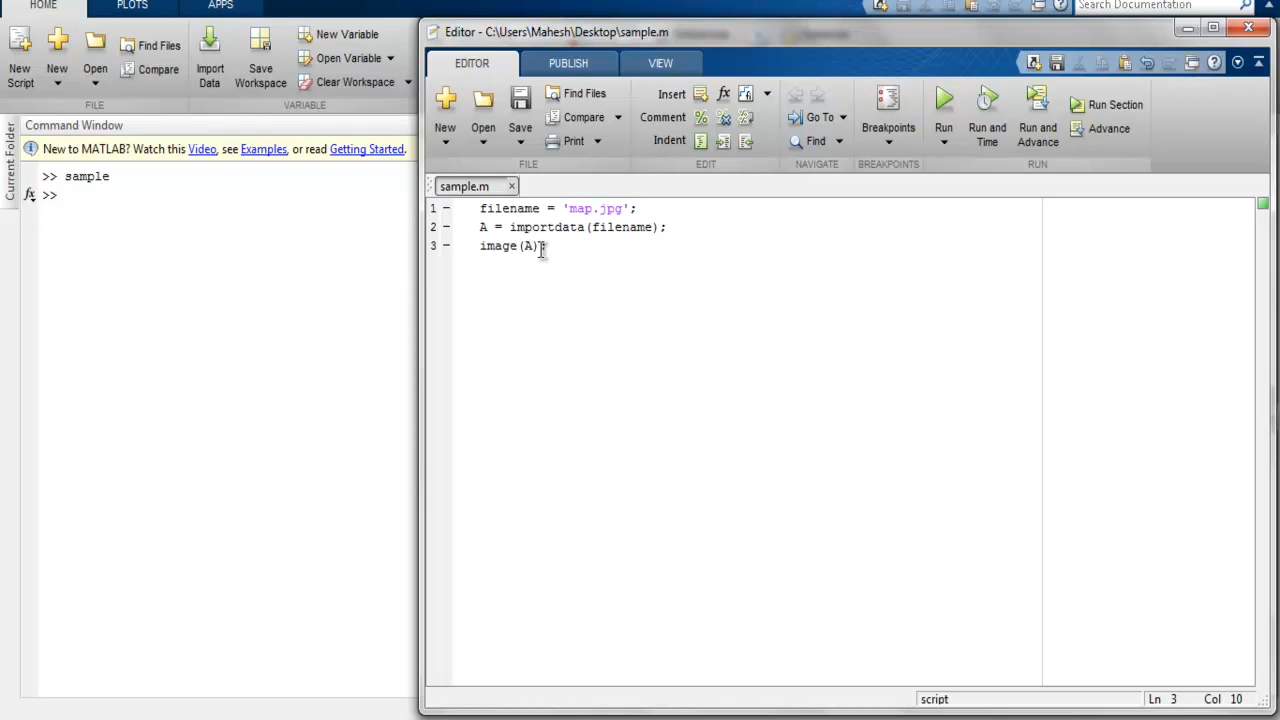 HOME PLOTS APPS
Search Documentation
New Script
New
Open
Find Files
Compare
Import Data
Save Workspace
New Variable
Open Variable
Clear Workspace
FILE VARIABLE
Command Window
New to MATLAB? Watch this Video, see Examples, or read Getting Started.
>> sample
fx >>
Current Folder
Editor - C:\Users\Mahesh\Desktop\sample.m
EDITOR PUBLISH VIEW
New
Open
Save
Find Files
Compare
Print
Insert fx
Comment
Indent
Go To
Find
Breakpoints
Run
Run and Time
Run and Advance
Run Section
Advance
FILE EDIT NAVIGATE BREAKPOINTS RUN
sample.m
1 – filename = 'map.jpg';
2 – A = importdata(filename);
3 – image(A);
script Ln 3 Col 10